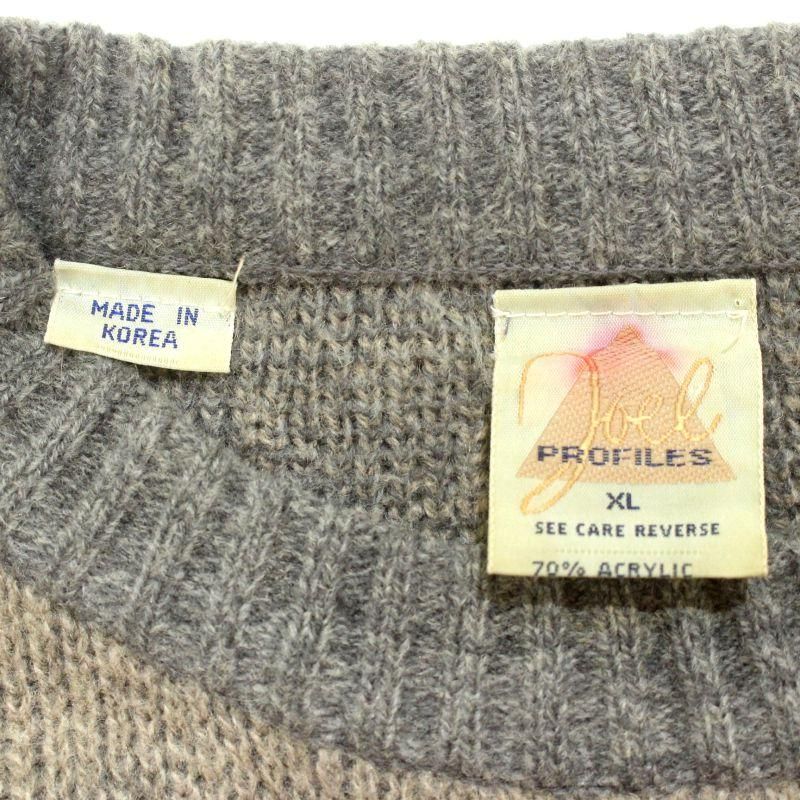 MADE IN
KOREA
Joel
PROFILES
XL
SEE CARE REVERSE
70% ACRYLIC